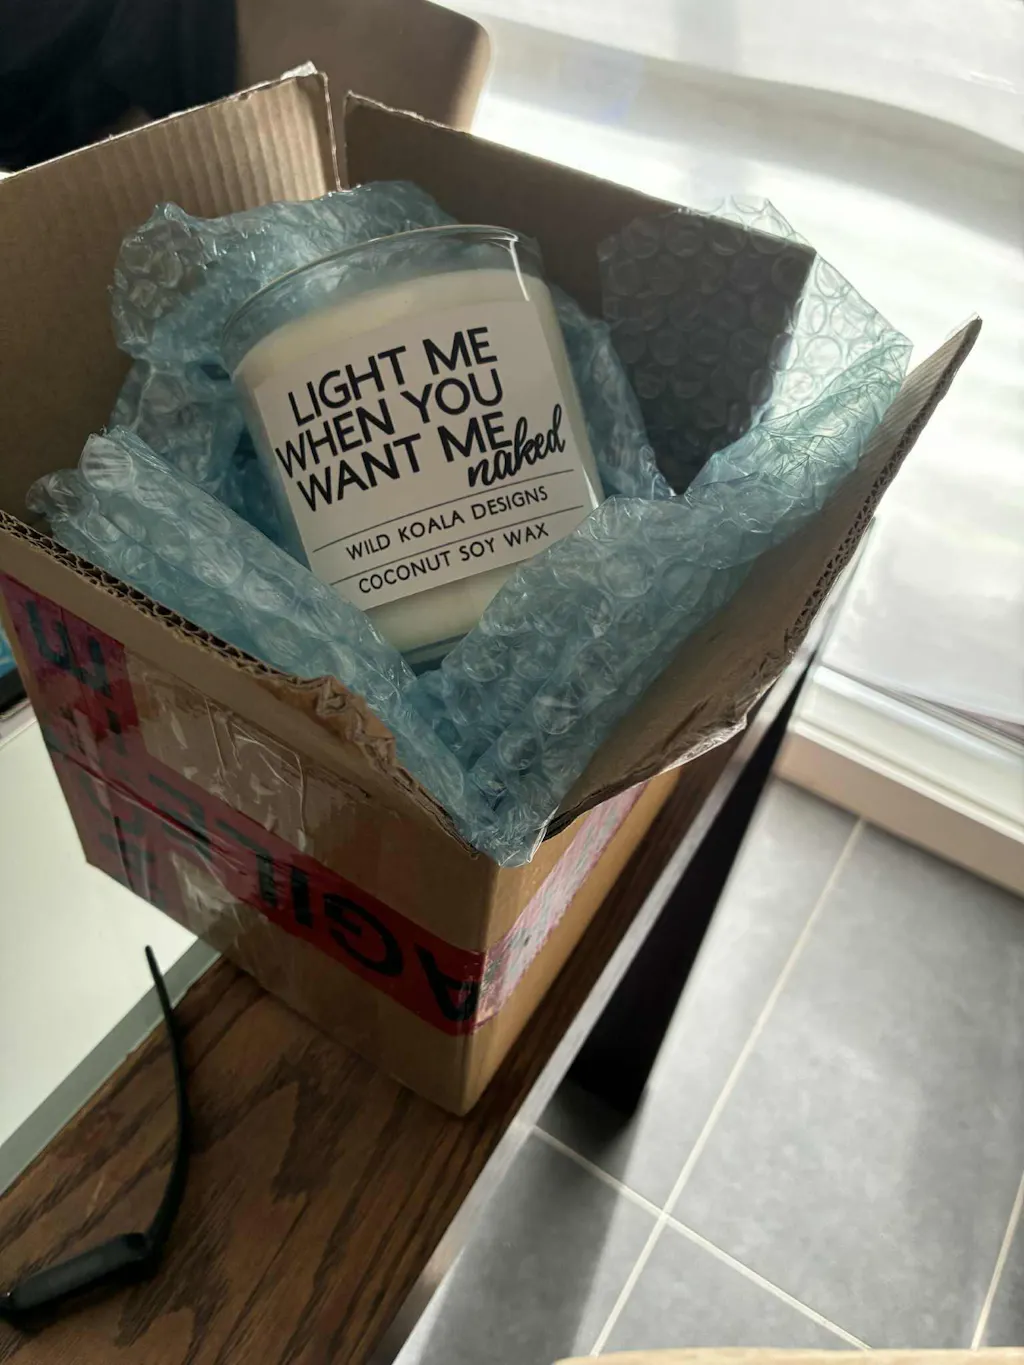 LIGHT ME
WHEN YOU
WANT ME naked
WILD KOALA DESIGNS
COCONUT SOY WAX